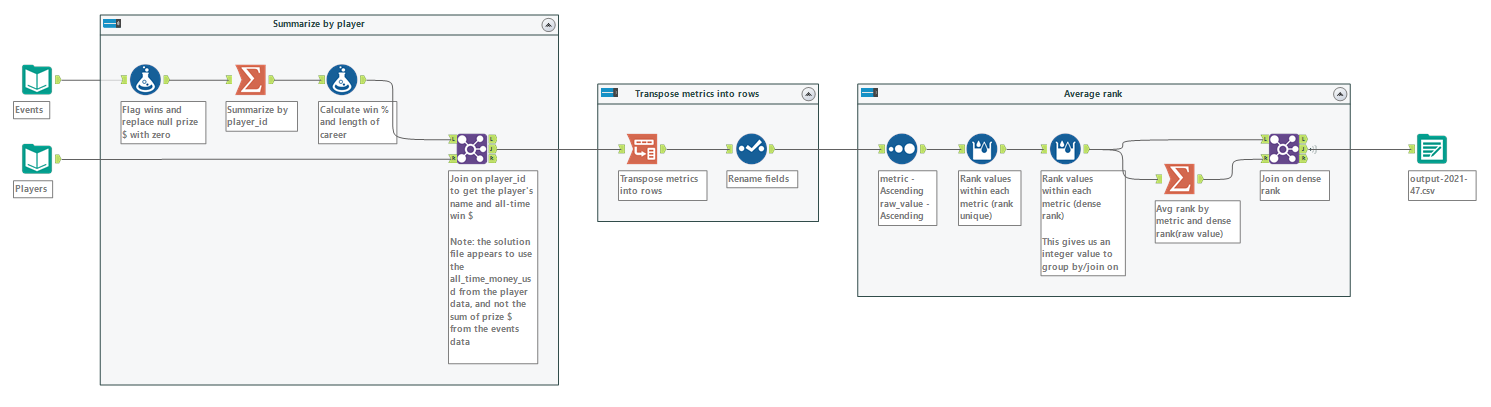 Summarize by player
Events
Flag wins and
replace null prize
$ with zero
Summarize by
player_id
Calculate win %
and length of
career
Players
L
R
L
J
R
Join on player_id
to get the player's
name and all-time
win $
Note: the solution
file appears to use
the
all_time_money_us
d from the player
data, and not the
sum of prize $
from the events
data
Transpose metrics into rows
Transpose metrics
into rows
Rename fields
Average rank
metric -
Ascending
raw_value -
Ascending
Rank values
within each
metric (rank
unique)
Rank values
within each
metric (dense
rank)
This gives us an
integer value to
group by/join on
Avg rank by
metric and dense
rank(raw value)
L
R
L
J
R
Join on dense
rank
output-2021-
47.csv